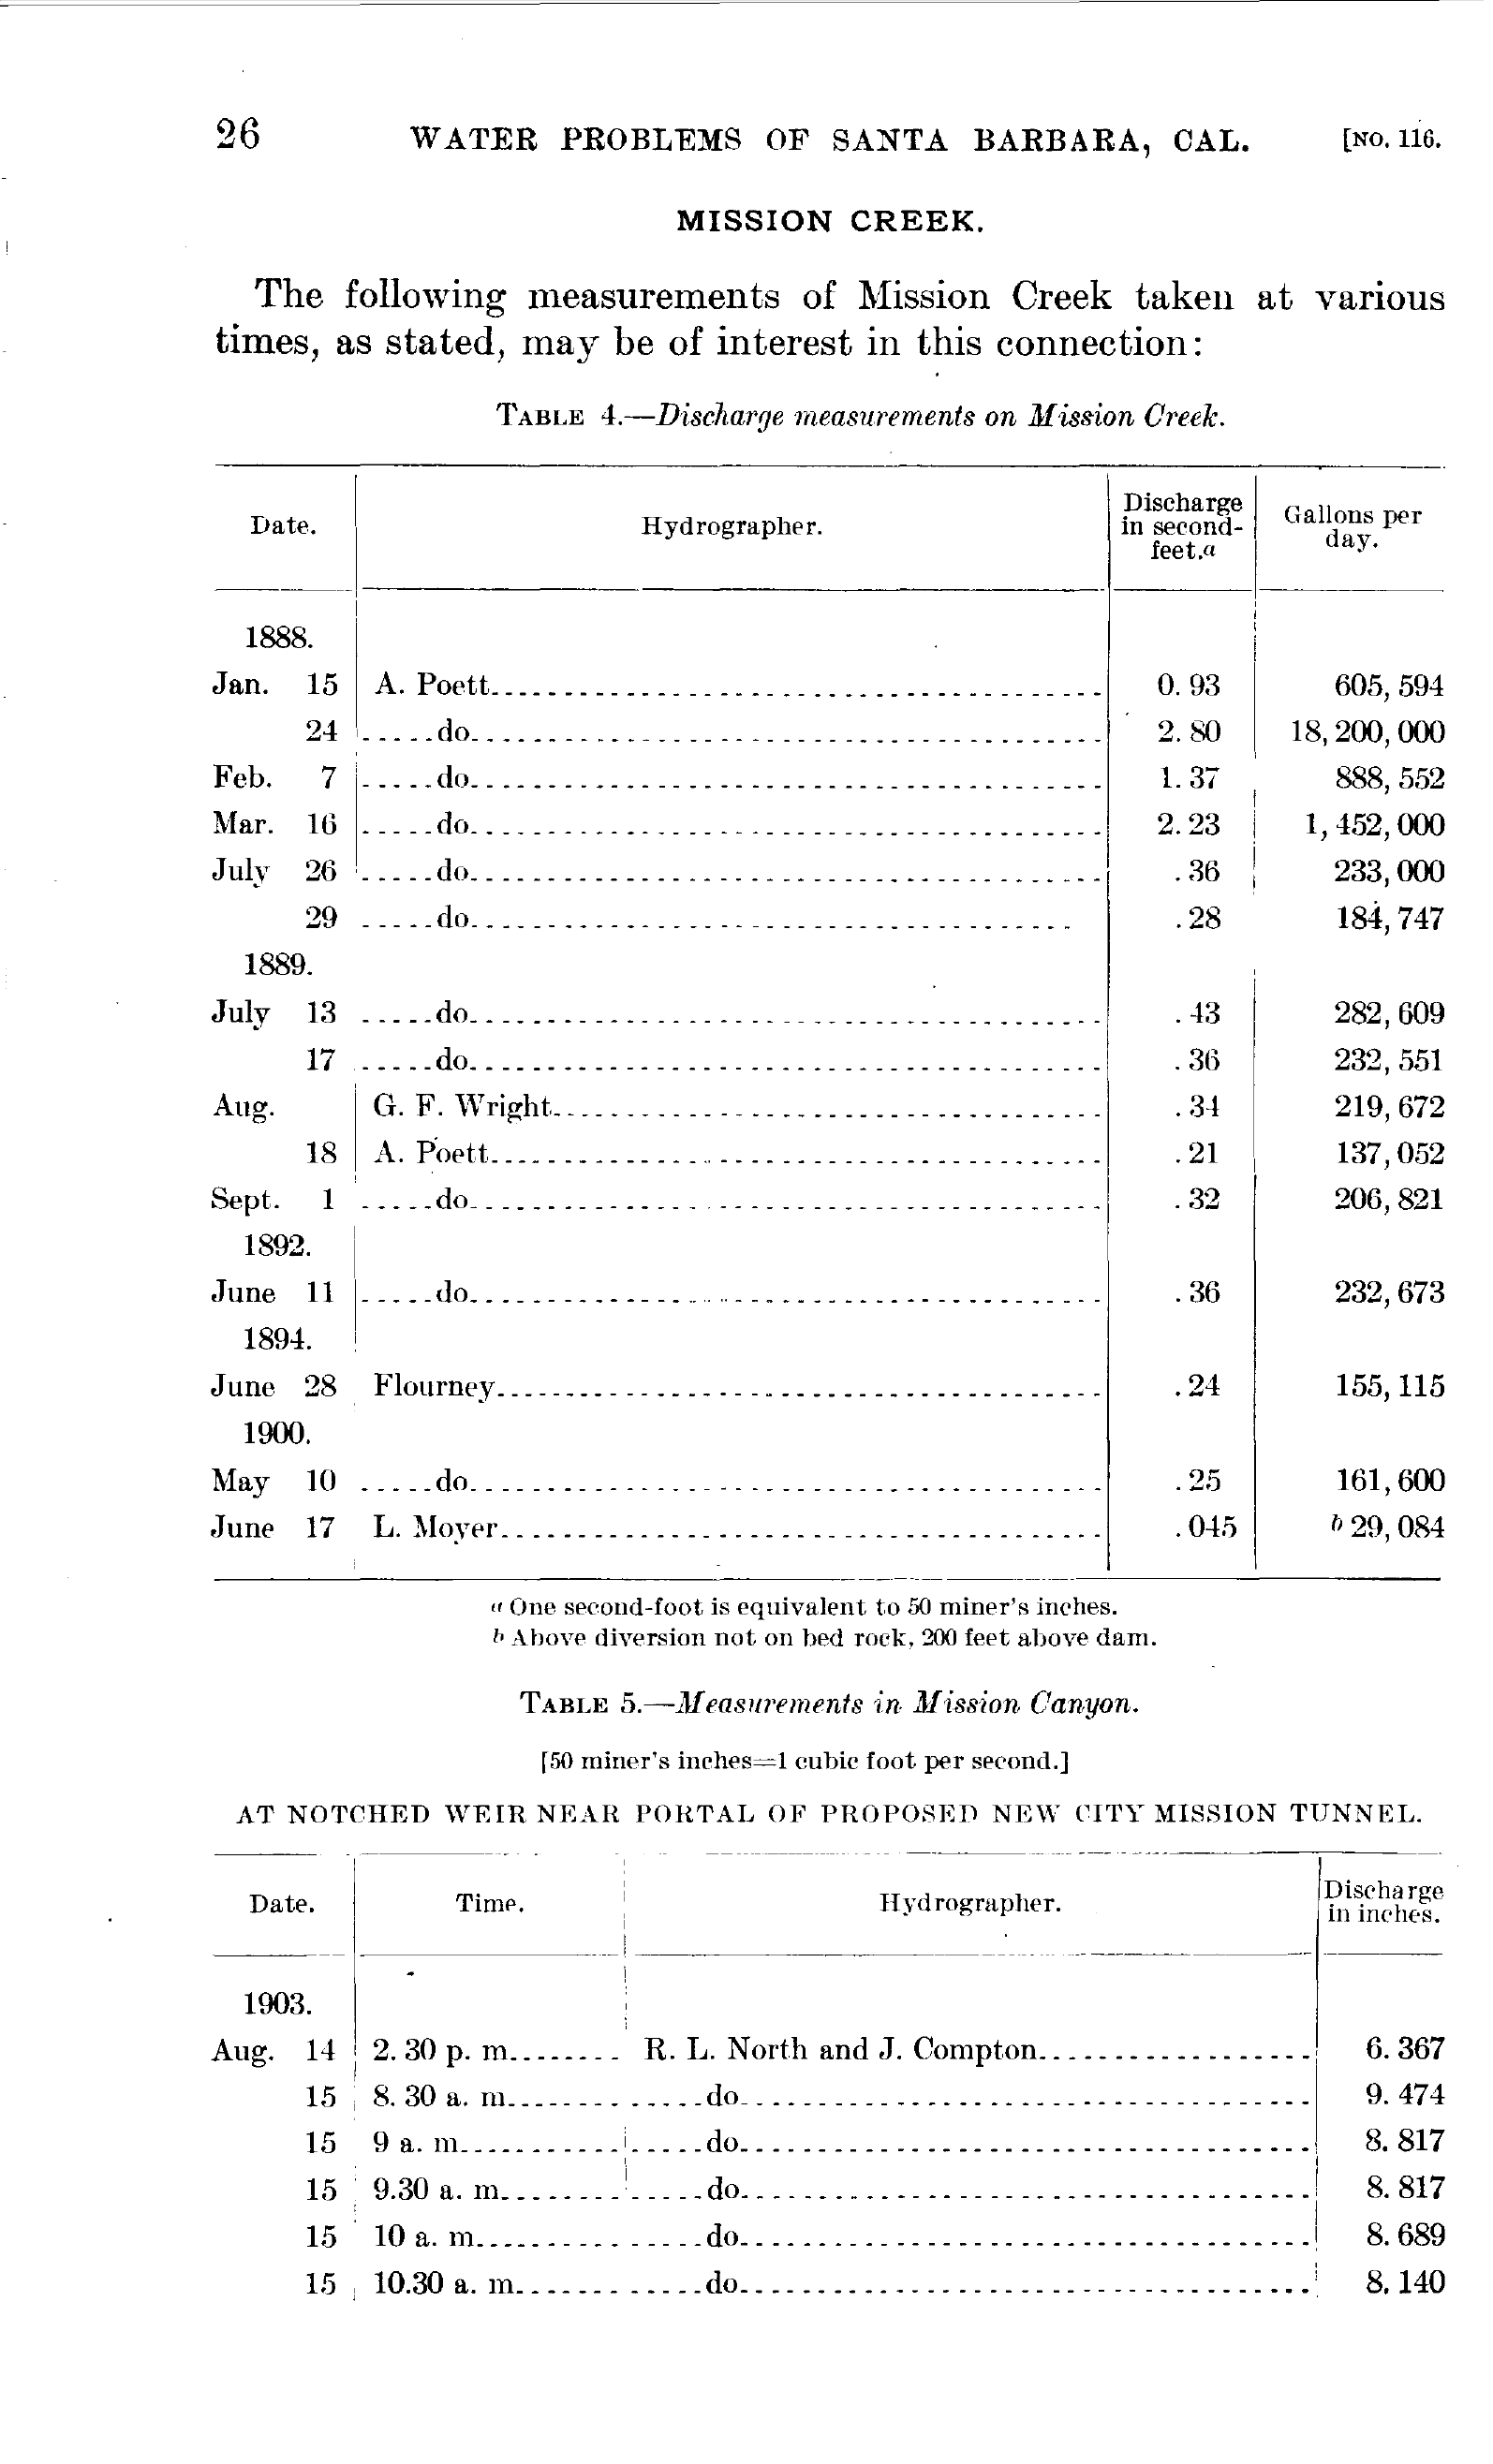 26 WATER PROBLEMS OF SANTA BARBARA, CAL. [NO. 116.
MISSION CREEK.
The following measurements of Mission Creek taken at various
times, as stated, may be of interest in this connection:
TABLE 4.—Discharge measurements on Mission Creek.
Date. Hydrographer. Discharge in second-feet.a Gallons per day.
1888.
Jan. 15 A. Poett 0.93 605,594
24 .....do 2.80 18,200,000
Feb. 7 .....do 1.37 888,552
Mar. 16 .....do 2.23 1,452,000
July 26 .....do .36 233,000
29 .....do .28 184,747
1889.
July 13 .....do .43 282,609
17 .....do .36 232,551
Aug. G. F. Wright .34 219,672
18 A. Poett .21 137,052
Sept. 1 .....do .32 206,821
1892.
June 11 .....do .36 232,673
1894.
June 28 Flourney .24 155,115
1900.
May 10 .....do .25 161,600
June 17 L. Moyer .045 b 29,084
a One second-foot is equivalent to 50 miner's inches.
b Above diversion not on bed rock, 200 feet above dam.
TABLE 5.—Measurements in Mission Canyon.
[50 miner's inches=1 cubic foot per second.]
AT NOTCHED WEIR NEAR PORTAL OF PROPOSED NEW CITY MISSION TUNNEL.
Date. Time. Hydrographer. Discharge in inches.
1903.
Aug. 14 2.30 p. m. R. L. North and J. Compton 6.367
15 8.30 a. m. .....do 9.474
15 9 a. m. .....do 8.817
15 9.30 a. m. .....do 8.817
15 10 a. m. .....do 8.689
15 10.30 a. m. .....do 8.140